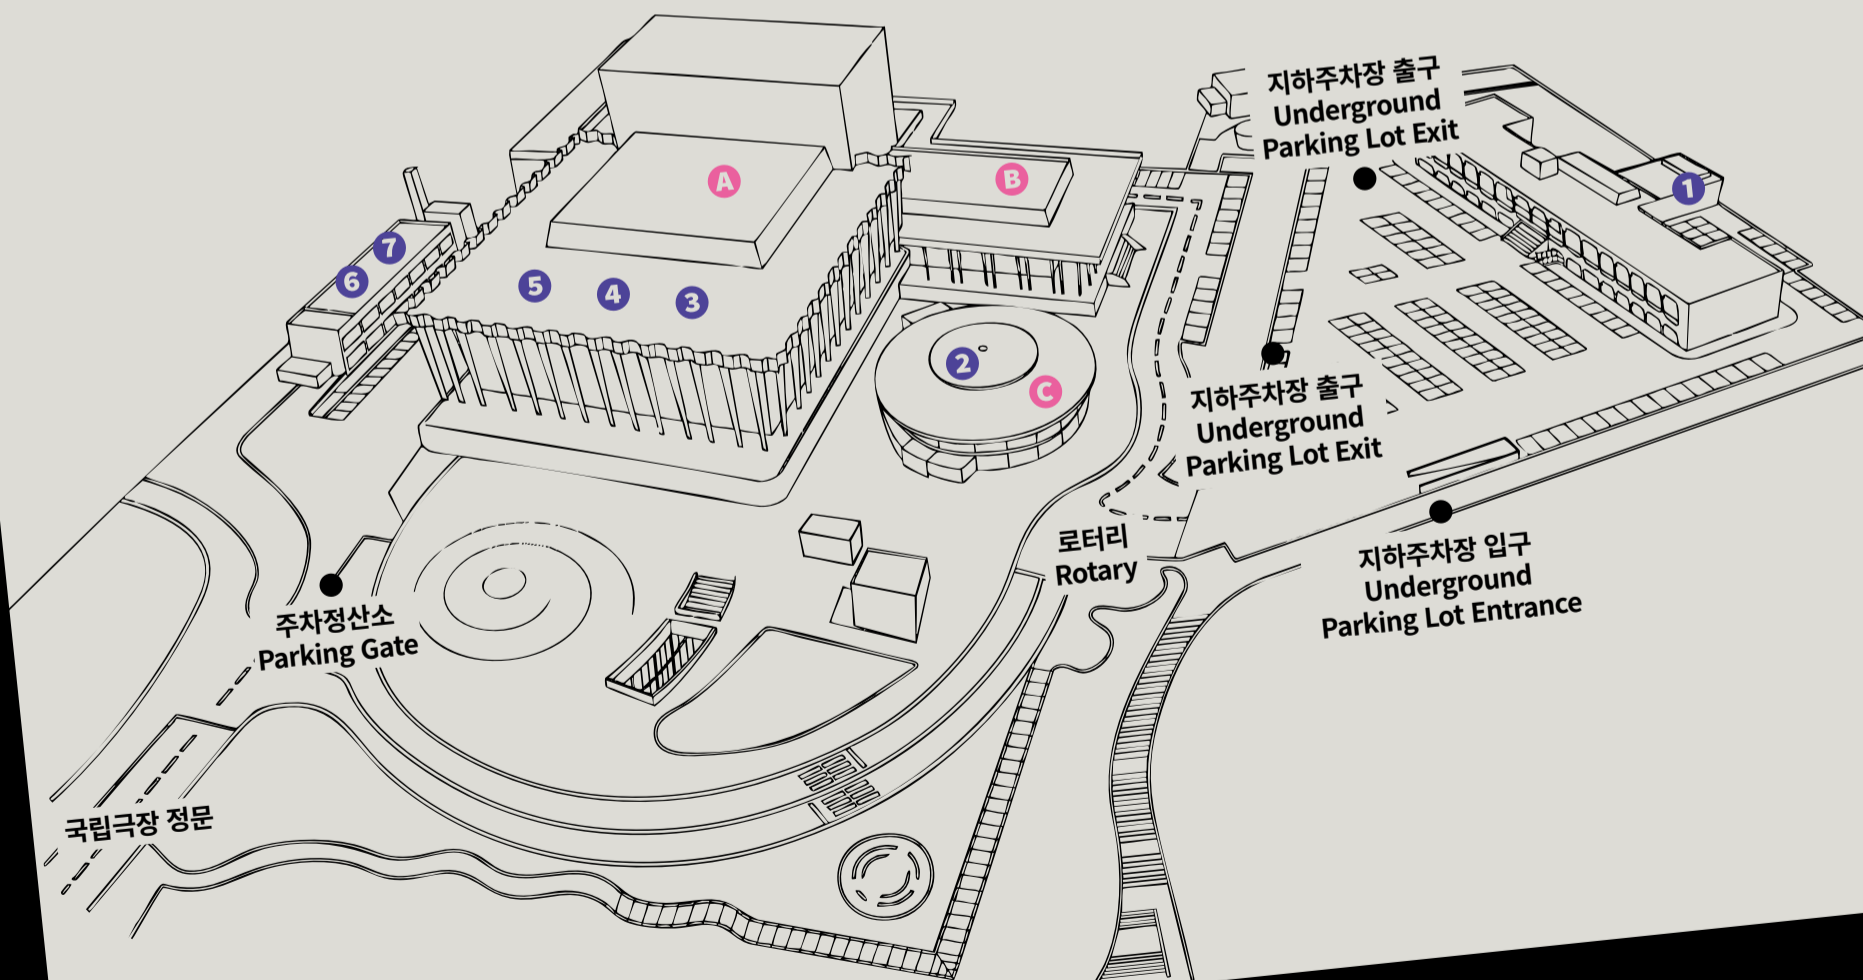 지하주차장 출구
Underground
Parking Lot Exit
A
B
1
7
6
5
4
3
2
C
지하주차장 출구
Underground
Parking Lot Exit
로터리
Rotary
지하주차장 입구
Underground
Parking Lot Entrance
주차정산소
Parking Gate
국립극장 정문